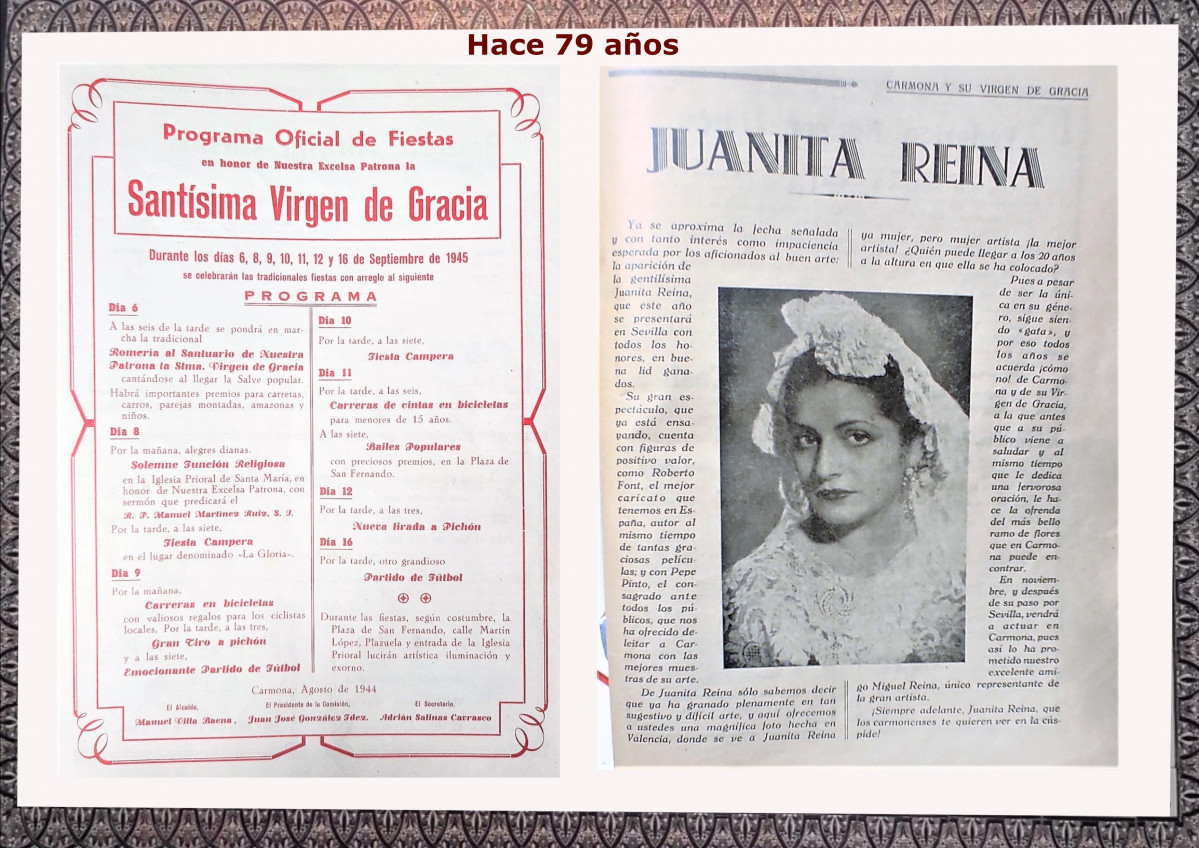 Hace 79 años
Programa Oficial de Fiestas
en honor de Nuestra Excelsa Patrona la
Santísima Virgen de Gracia
Durante los días 6, 8, 9, 10, 11, 12 y 16 de Septiembre de 1945
se celebrarán las tradicionales fiestas con arreglo al siguiente
PROGRAMA
Día 6
A las seis de la tarde se pondrá en mar-
cha la tradicional
Romería al Santuario de Nuestra
Patrona la Sma. Virgen de Gracia
cantándose al llegar la Salve popular.
Habrá importantes premios para carretas,
carros, parejas montadas, amazonas y
niños.
Día 8
Por la mañana, alegres dianas.
Solemne Función Religiosa
en la Iglesia Prioral de Santa María, en
honor de Nuestra Excelsa Patrona, con
sermón que predicará el
R. P. Manuel Martínez Ruiz, S. J.
Por la tarde, a las siete,
Fiesta Campera
en el lugar denominado «La Gloria».
Día 9
Por la mañana,
Carreras en bicicletas
con valiosos regalos para los ciclistas
locales. Por la tarde, a las tres,
Gran Tiro a pichón
y a las siete,
Emocionante Partido de Fútbol
Día 10
Por la tarde, a las siete,
Fiesta Campera
Día 11
Por la tarde, a las seis,
Carreras de cintas en bicicletas
para menores de 15 años.
A las siete,
Bailes Populares
con preciosos premios, en la Plaza de
San Fernando.
Día 12
Por la tarde, a las tres,
Nueva tirada a Pichón
Día 16
Por la tarde, otro grandioso
Partido de Fútbol
Durante las fiestas, según costumbre, la
Plaza de San Fernando, calle Martín
López, Plazuela y entrada de la Iglesia
Prioral lucirán artística iluminación y
exorno.
Carmona, Agosto de 1944
El Alcalde, El Presidente de la Comisión, El Secretario,
Manuel Villa Baena, Juan José González Fdez. Adrián Salinas Carrasco
CARMONA Y SU VIRGEN DE GRACIA
JUANITA REINA
Ya se aproxima la fecha señalada
y con tanto interés como impaciencia
esperada por los aficionados al buen arte:
la aparición de
la gentilísima
Juanita Reina,
que este año
se presentará
en Sevilla con
todos los ho-
nores, en bue-
na lid gana-
dos.
Su gran es-
pectáculo, que
ya está ensa-
yando, cuenta
con figuras de
positivo valor,
como Roberto
Font, el mejor
caricato que
tenemos en Es-
paña, autor al
mismo tiempo
de tantas gra-
ciosas pelícu-
las; y con Pepe
Pinto, el con-
sagrado ante
todos los pú-
blicos, que nos
ha ofrecido de-
leitar a Car-
mona con las
mejores mues-
tras de su arte.
De Juanita Reina sólo sabemos decir
que ya ha granado plenamente en tan
sugestivo y difícil arte, y aquí ofrecemos
a ustedes una magnífica foto hecha en
Valencia, donde se ve a Juanita Reina
ya mujer, pero mujer artista ¡la mejor
artista! ¿Quién puede llegar a los 20 años
a la altura en que ella se ha colocado?
Pues a pesar
de ser la úni-
ca en su géne-
ro, sigue sien-
do «gata», y
por eso todos
los años se
acuerda ¡cómo
no! de Carmo-
na y de su Vir-
gen de Gracia,
a la que antes
que a su pú-
blico viene a
saludar y al
mismo tiempo
que le dedica
una fervorosa
oración, le ha-
ce la ofrenda
del más bello
ramo de flores
que en Carmo-
na puede en-
contrar.
En noviem-
bre, y después
de su paso por
Sevilla, vendrá
a actuar en
Carmona, pues
así lo ha pro-
metido nuestro
excelente ami-
go Miguel Reina, único representante de
la gran artista.
¡Siempre adelante, Juanita Reina, que
los carmonenses te quieren ver en la cús-
pide!